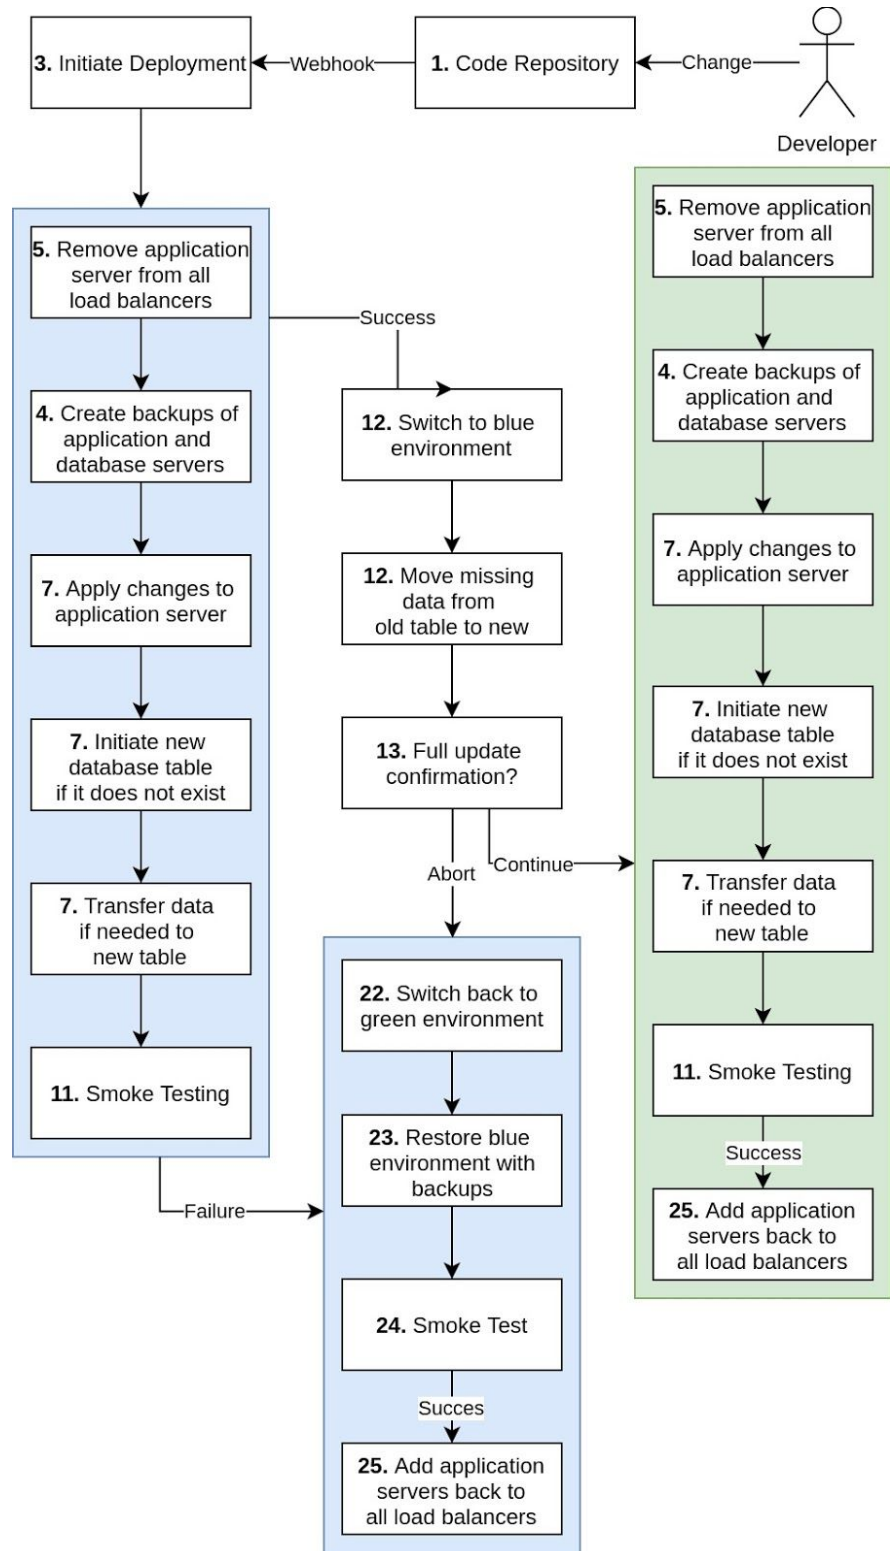 3. Initiate Deployment
Webhook
1. Code Repository
Change
Developer
5. Remove application
server from all
load balancers
4. Create backups of
application and
database servers
7. Apply changes to
application server
7. Initiate new
database table
if it does not exist
7. Transfer data
if needed to
new table
11. Smoke Testing
Success
Failure
12. Switch to blue
environment
12. Move missing
data from
old table to new
13. Full update
confirmation?
Abort
Continue
22. Switch back to
green environment
23. Restore blue
environment with
backups
24. Smoke Test
Succes
25. Add application
servers back to
all load balancers
5. Remove application
server from all
load balancers
4. Create backups of
application and
database servers
7. Apply changes to
application server
7. Initiate new
database table
if it does not exist
7. Transfer data
if needed to
new table
11. Smoke Testing
Success
25. Add application
servers back to
all load balancers